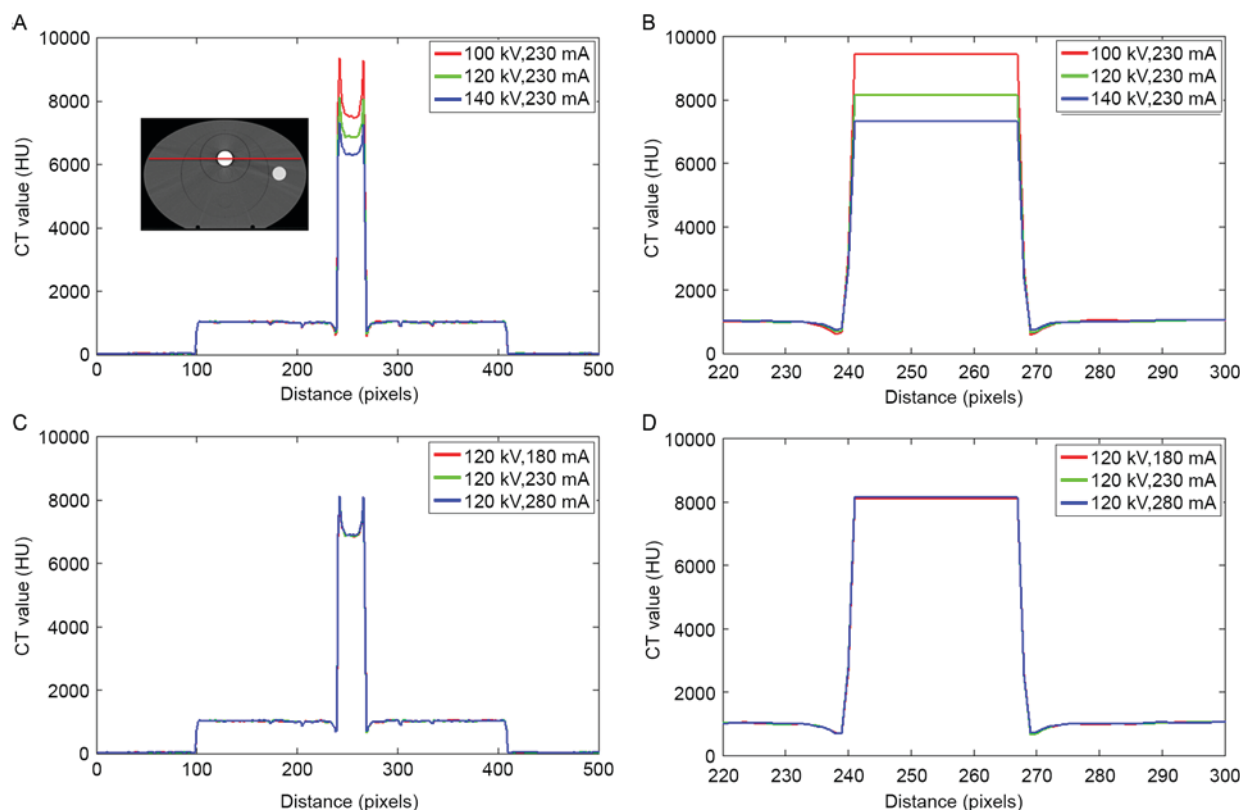 A
10000
8000
6000
4000
2000
0
CT value (HU)
100 kV,230 mA
120 kV,230 mA
140 kV,230 mA
0 100 200 300 400 500
Distance (pixels)
B
10000
8000
6000
4000
2000
0
CT value (HU)
100 kV,230 mA
120 kV,230 mA
140 kV,230 mA
220 230 240 250 260 270 280 290 300
Distance (pixels)
C
10000
8000
6000
4000
2000
0
CT value (HU)
120 kV,180 mA
120 kV,230 mA
120 kV,280 mA
0 100 200 300 400 500
Distance (pixels)
D
10000
8000
6000
4000
2000
0
CT value (HU)
120 kV,180 mA
120 kV,230 mA
120 kV,280 mA
220 230 240 250 260 270 280 290 300
Distance (pixels)